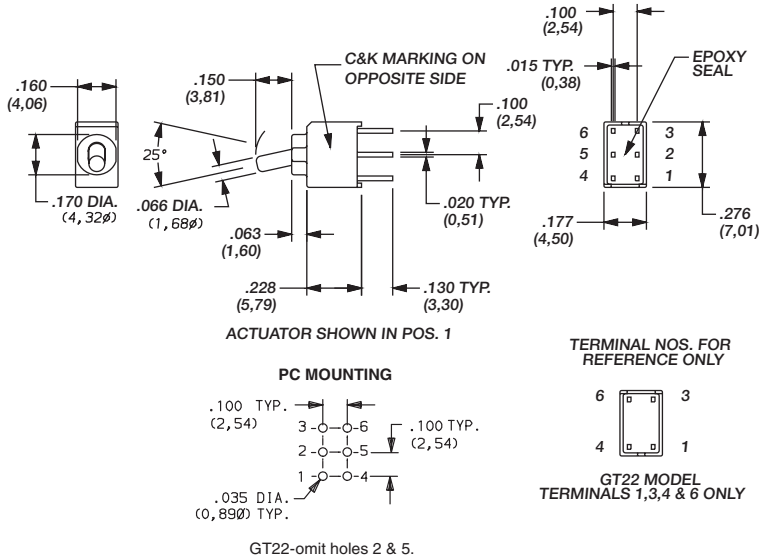 .100
(2,54)
C&K MARKING ON
OPPOSITE SIDE
.015 TYP.
(0,38)
EPOXY
SEAL
.160
(4,06)
.150
(3,81)
.100
(2,54)
6
3
5
2
4
1
25°
.170 DIA.
(4,32ø)
.066 DIA.
(1,68ø)
.020 TYP.
(0,51)
.276
(7,01)
.177
(4,50)
.063
(1,60)
.228
(5,79)
.130 TYP.
(3,30)
ACTUATOR SHOWN IN POS. 1
TERMINAL NOS. FOR
REFERENCE ONLY
PC MOUNTING
.100 TYP.
(2,54)
3
6
2
5
1
4
.100 TYP.
(2,54)
.035 DIA.
(0,89Ø) TYP.
6
3
4
1
GT22 MODEL
TERMINALS 1,3,4 & 6 ONLY
GT22-omit holes 2 & 5.